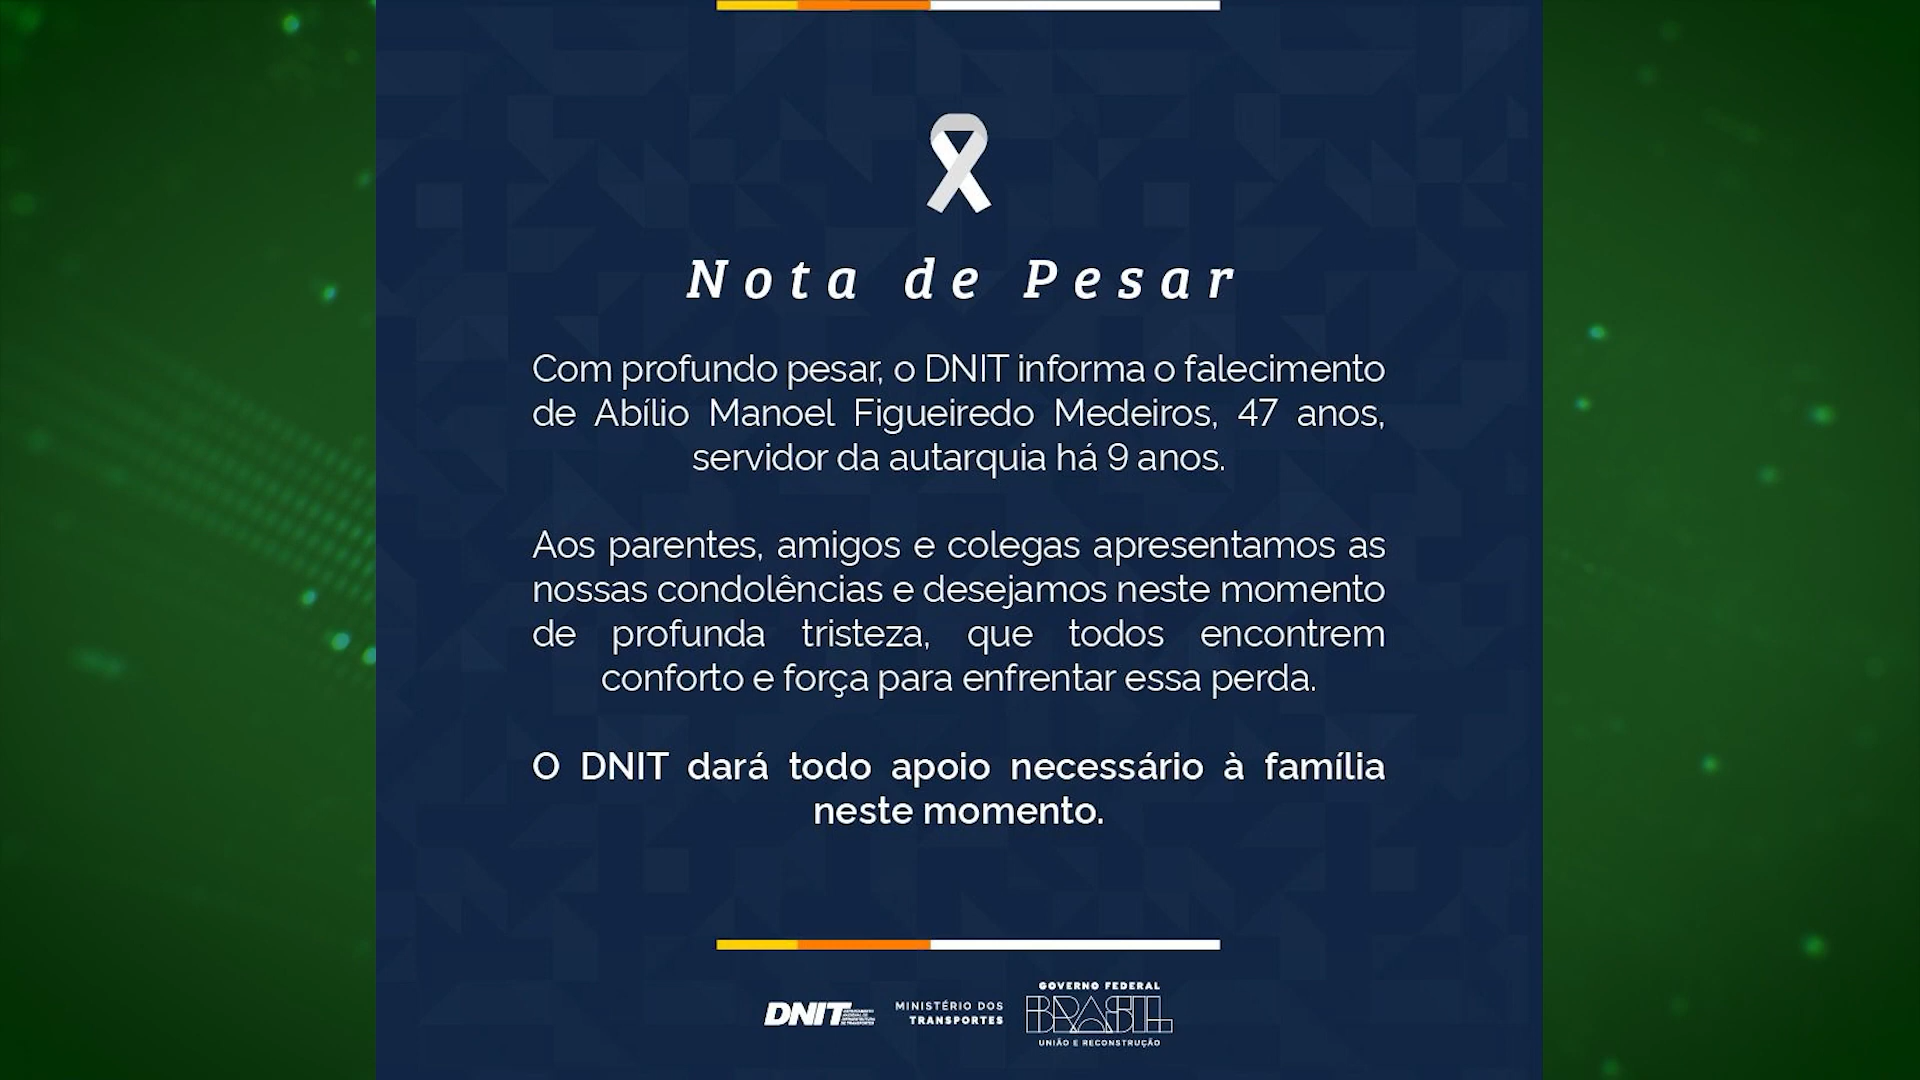 Nota de Pesar
Com profundo pesar, o DNIT informa o falecimento
de Abílio Manoel Figueiredo Medeiros, 47 anos,
servidor da autarquia há 9 anos.
Aos parentes, amigos e colegas apresentamos as
nossas condolências e desejamos neste momento
de profunda tristeza, que todos encontrem
conforto e força para enfrentar essa perda.
O DNIT dará todo apoio necessário à família
neste momento.
DNIT
MINISTÉRIO DOS
TRANSPORTES
GOVERNO FEDERAL
BRASIL
UNIÃO E RECONSTRUÇÃO